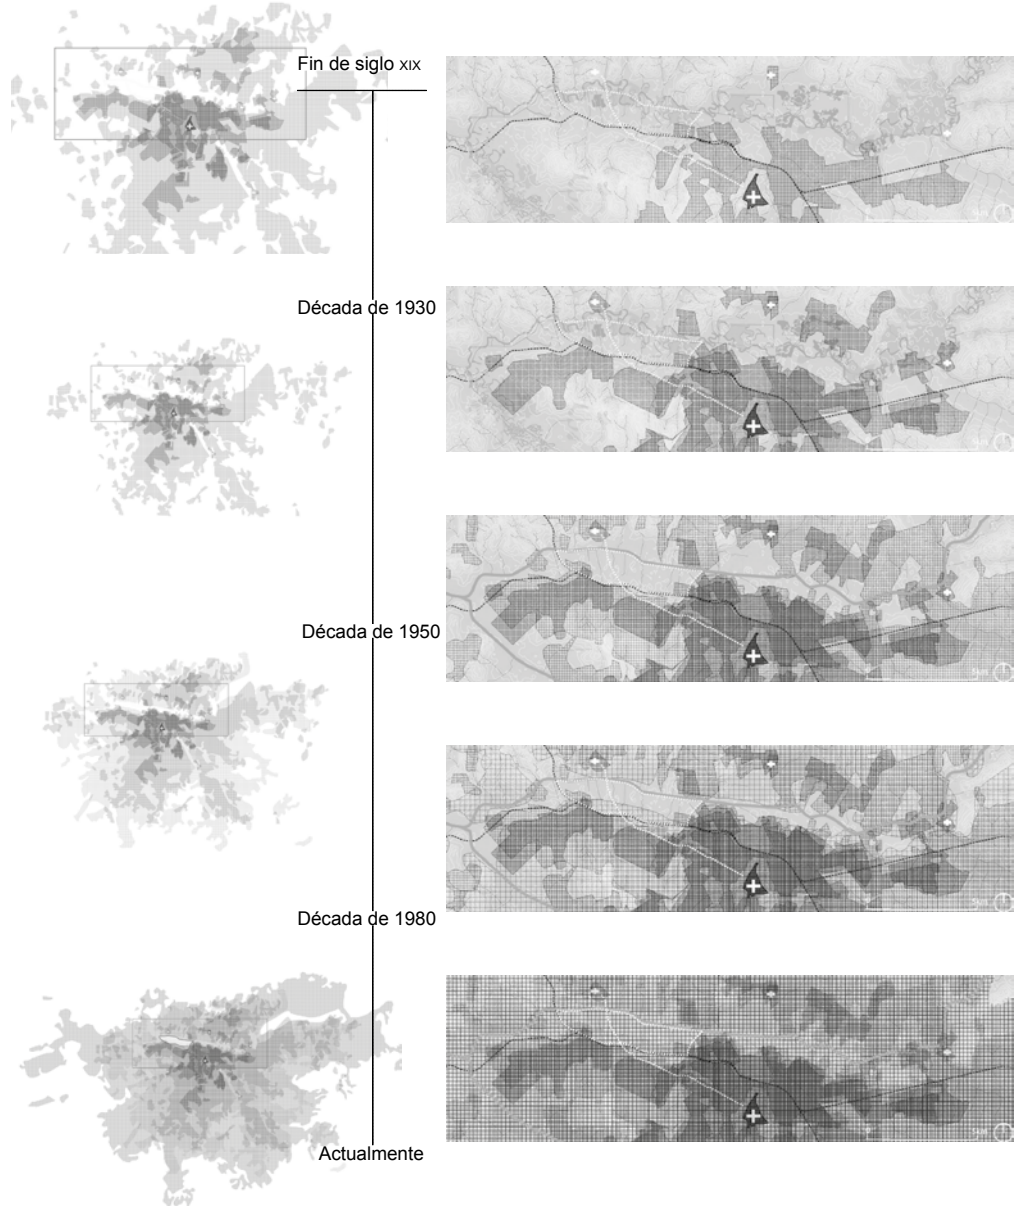 Fin de siglo XIX
Década de 1930
Década de 1950
Década de 1980
Actualmente